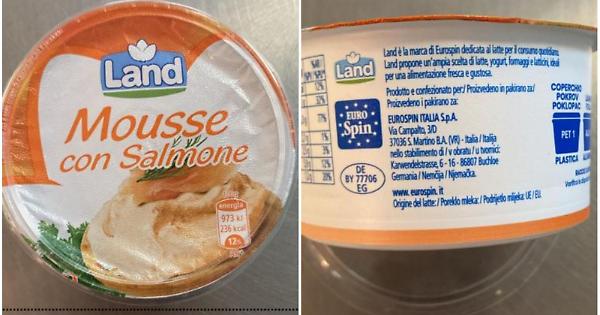 Land
Mousse
con Salmone
energia
973 kJ
236 kcal
12%
Land
Land è la marca di Eurospin dedicata al latte per il consumo quotidiano.
Land propone un'ampia scelta di latte, yogurt, formaggi e latticini, ideali
per una alimentazione fresca e gustosa.
EURO
Spin
Prodotto e confezionato per/ Proizvedeno in pakirano za:/
Proizvedeno i pakirano za:
EUROSPIN ITALIA S.p.A.
Via Campalto, 3/D
37036 S. Martino B.A. (VR) - Italia / Italija
nello stabilimento di / v obratu / u tvornici:
Karwendelstrasse, 6 - 16 - 86807 Buchloe
Germania / Nemčija / Njemačka.
www.eurospin.it
Origine del latte: / Poreklo mleka: / Podrijetlo mlijeka: UE / EU.
DE
BY 77706
EG
COPERCHIO
POKROV
POKLOPAC
PET 1
PLASTICA